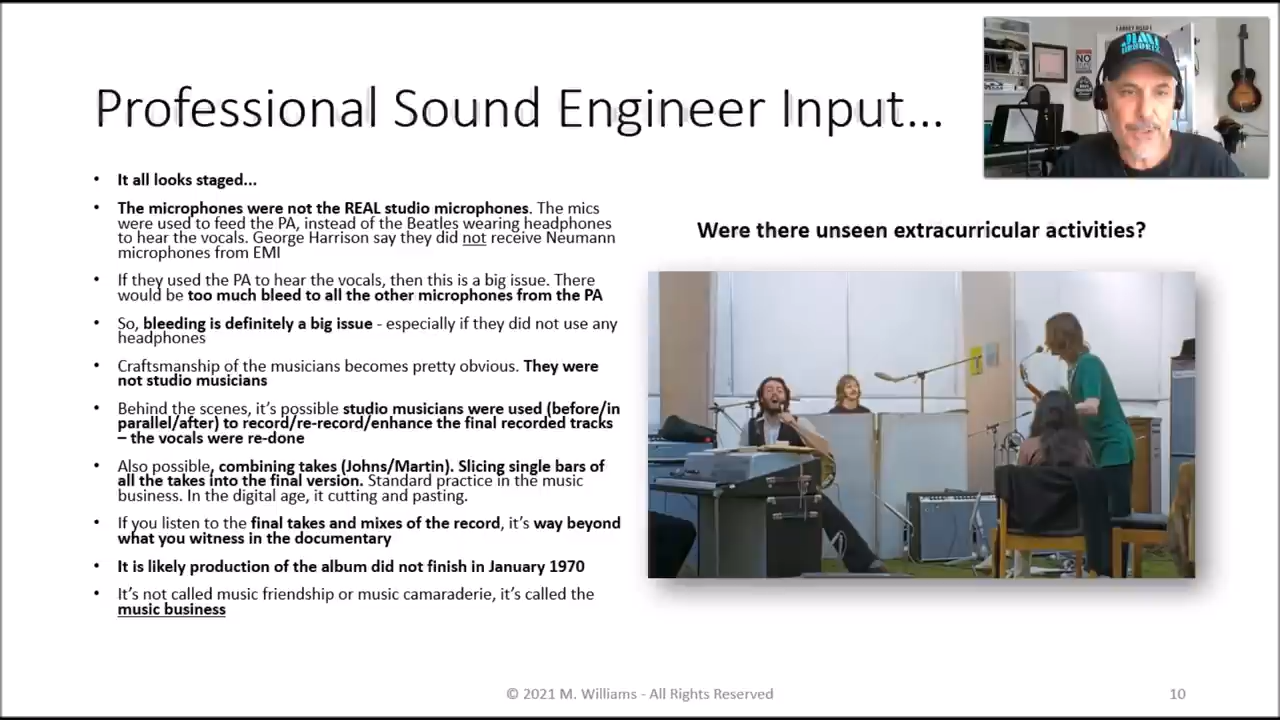 Professional Sound Engineer Input...
• It all looks staged...
• The microphones were not the REAL studio microphones. The mics
were used to feed the PA, instead of the Beatles wearing headphones
to hear the vocals. George Harrison say they did not receive Neumann
microphones from EMI
• If they used the PA to hear the vocals, then this is a big issue. There
would be too much bleed to all the other microphones from the PA
• So, bleeding is definitely a big issue - especially if they did not use any
headphones
• Craftsmanship of the musicians becomes pretty obvious. They were
not studio musicians
• Behind the scenes, it's possible studio musicians were used (before/in
parallel/after) to record/re-record/enhance the final recorded tracks
– the vocals were re-done
• Also possible, combining takes (Johns/Martin). Slicing single bars of
all the takes into the final version. Standard practice in the music
business. In the digital age, it cutting and pasting.
• If you listen to the final takes and mixes of the record, it's way beyond
what you witness in the documentary
• It is likely production of the album did not finish in January 1970
• It's not called music friendship or music camaraderie, it's called the
music business
Were there unseen extracurricular activities?
ABBEY ROAD
NO
JIMI
HENDRIX
© 2021 M. Williams - All Rights Reserved
10